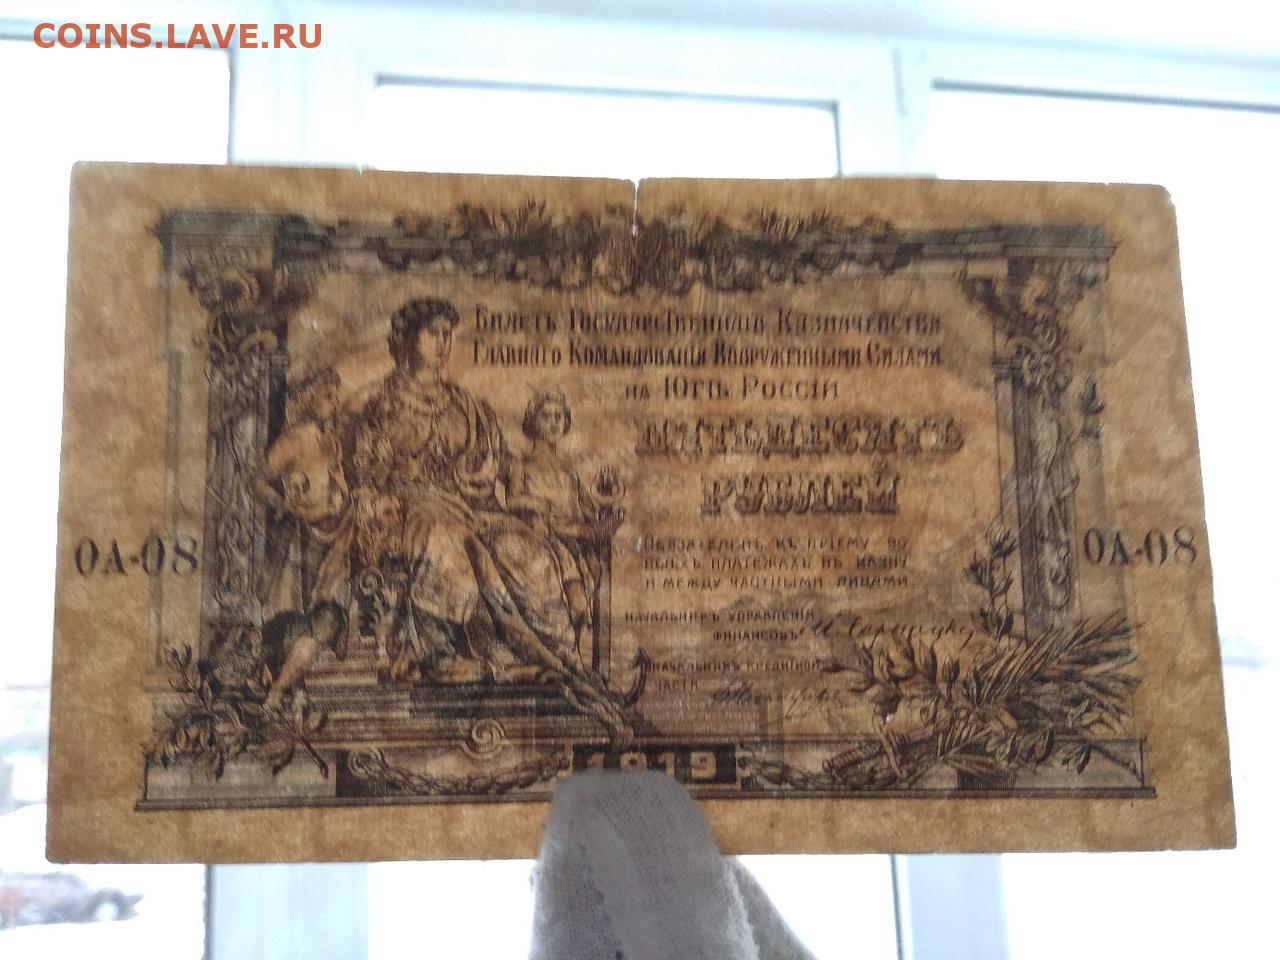 COINS.LAVE.RU
Билетъ Государственнаго Казначейства
Главнаго Командованія Вооруженными Силами
на Югѣ Россіи
ПЯТЬДЕСЯТЪ
РУБЛЕЙ
ОБЯЗАТЕЛЕНЪ КЪ ПРІЕМУ ВО
ВСѢХЪ ПЛАТЕЖАХЪ ВЪ КАЗНУ
И МЕЖДУ ЧАСТНЫМИ ЛИЦАМИ.
ОА-08 ОА-08
НАЧАЛЬНИКЪ УПРАВЛЕНІЯ
ФИНАНСОВЪ
НАЧАЛЬНИКЪ КРЕДИТНОЙ
ЧАСТИ
1919